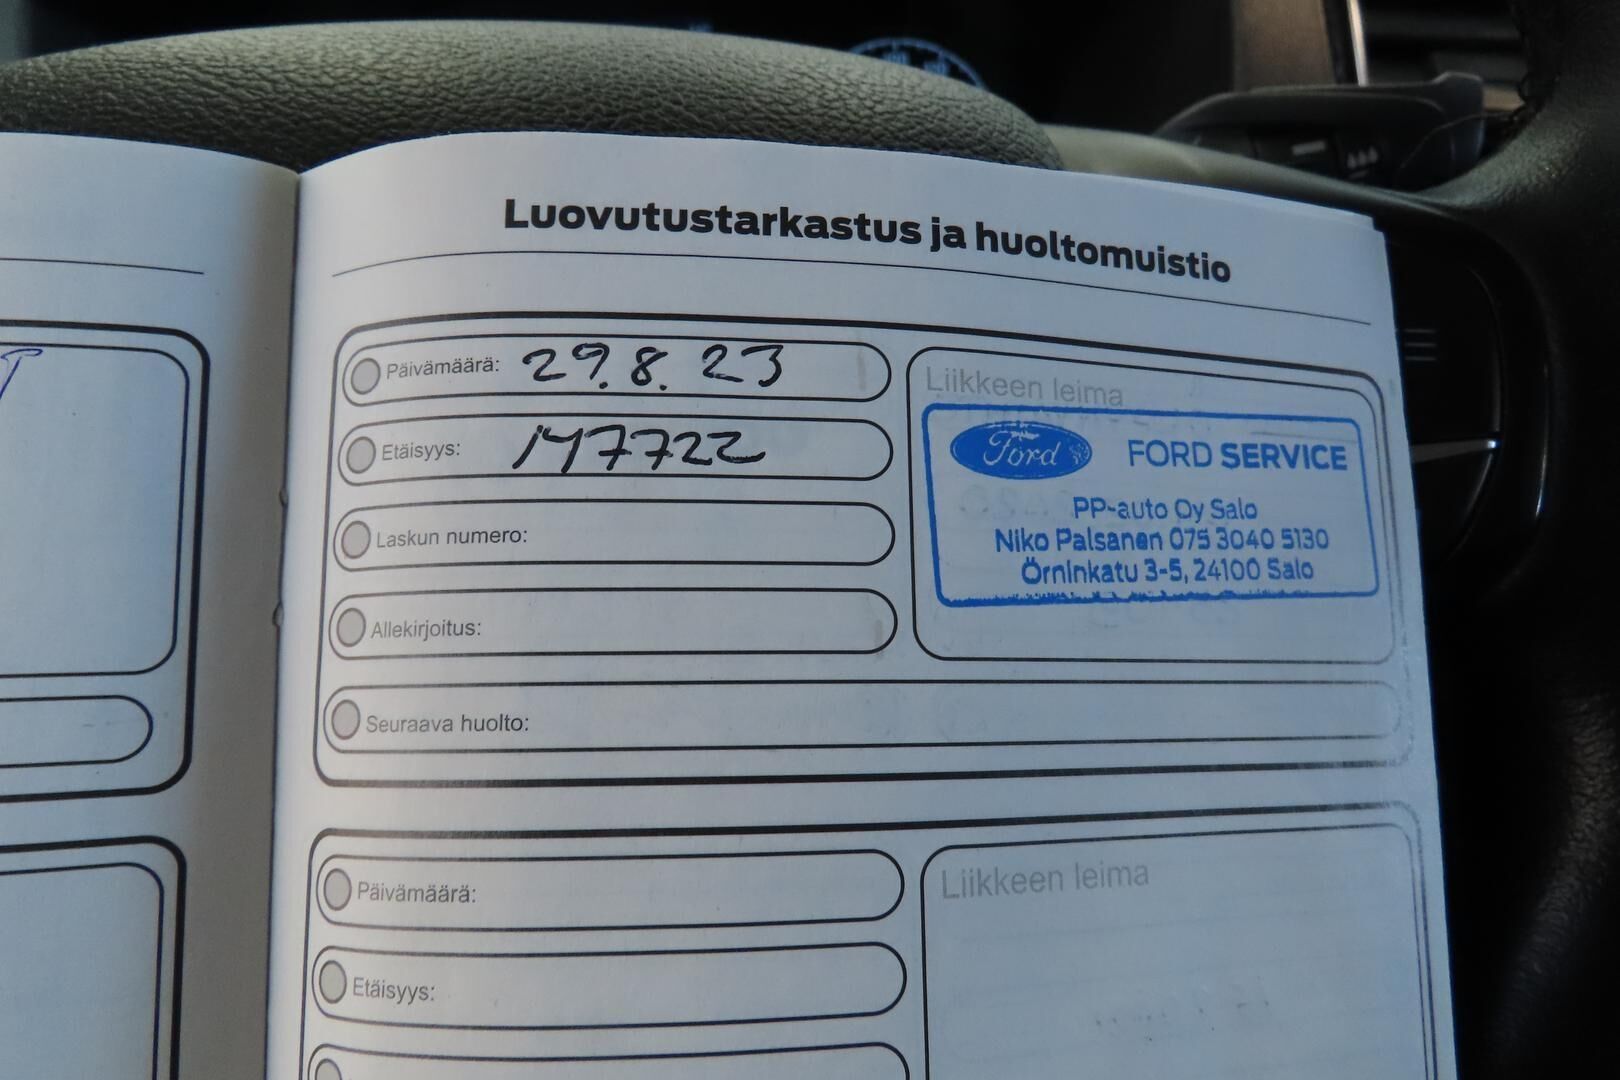 Luovutustarkastus ja huoltomuistio
Päivämäärä: 29.8.23
Etäisyys: 147722
Laskun numero:
Allekirjoitus:
Seuraava huolto:
Liikkeen leima
Ford FORD SERVICE
PP-auto Oy Salo
Niko Palsanen 075 3040 5130
Örninkatu 3-5, 24100 Salo
Päivämäärä:
Etäisyys:
Liikkeen leima